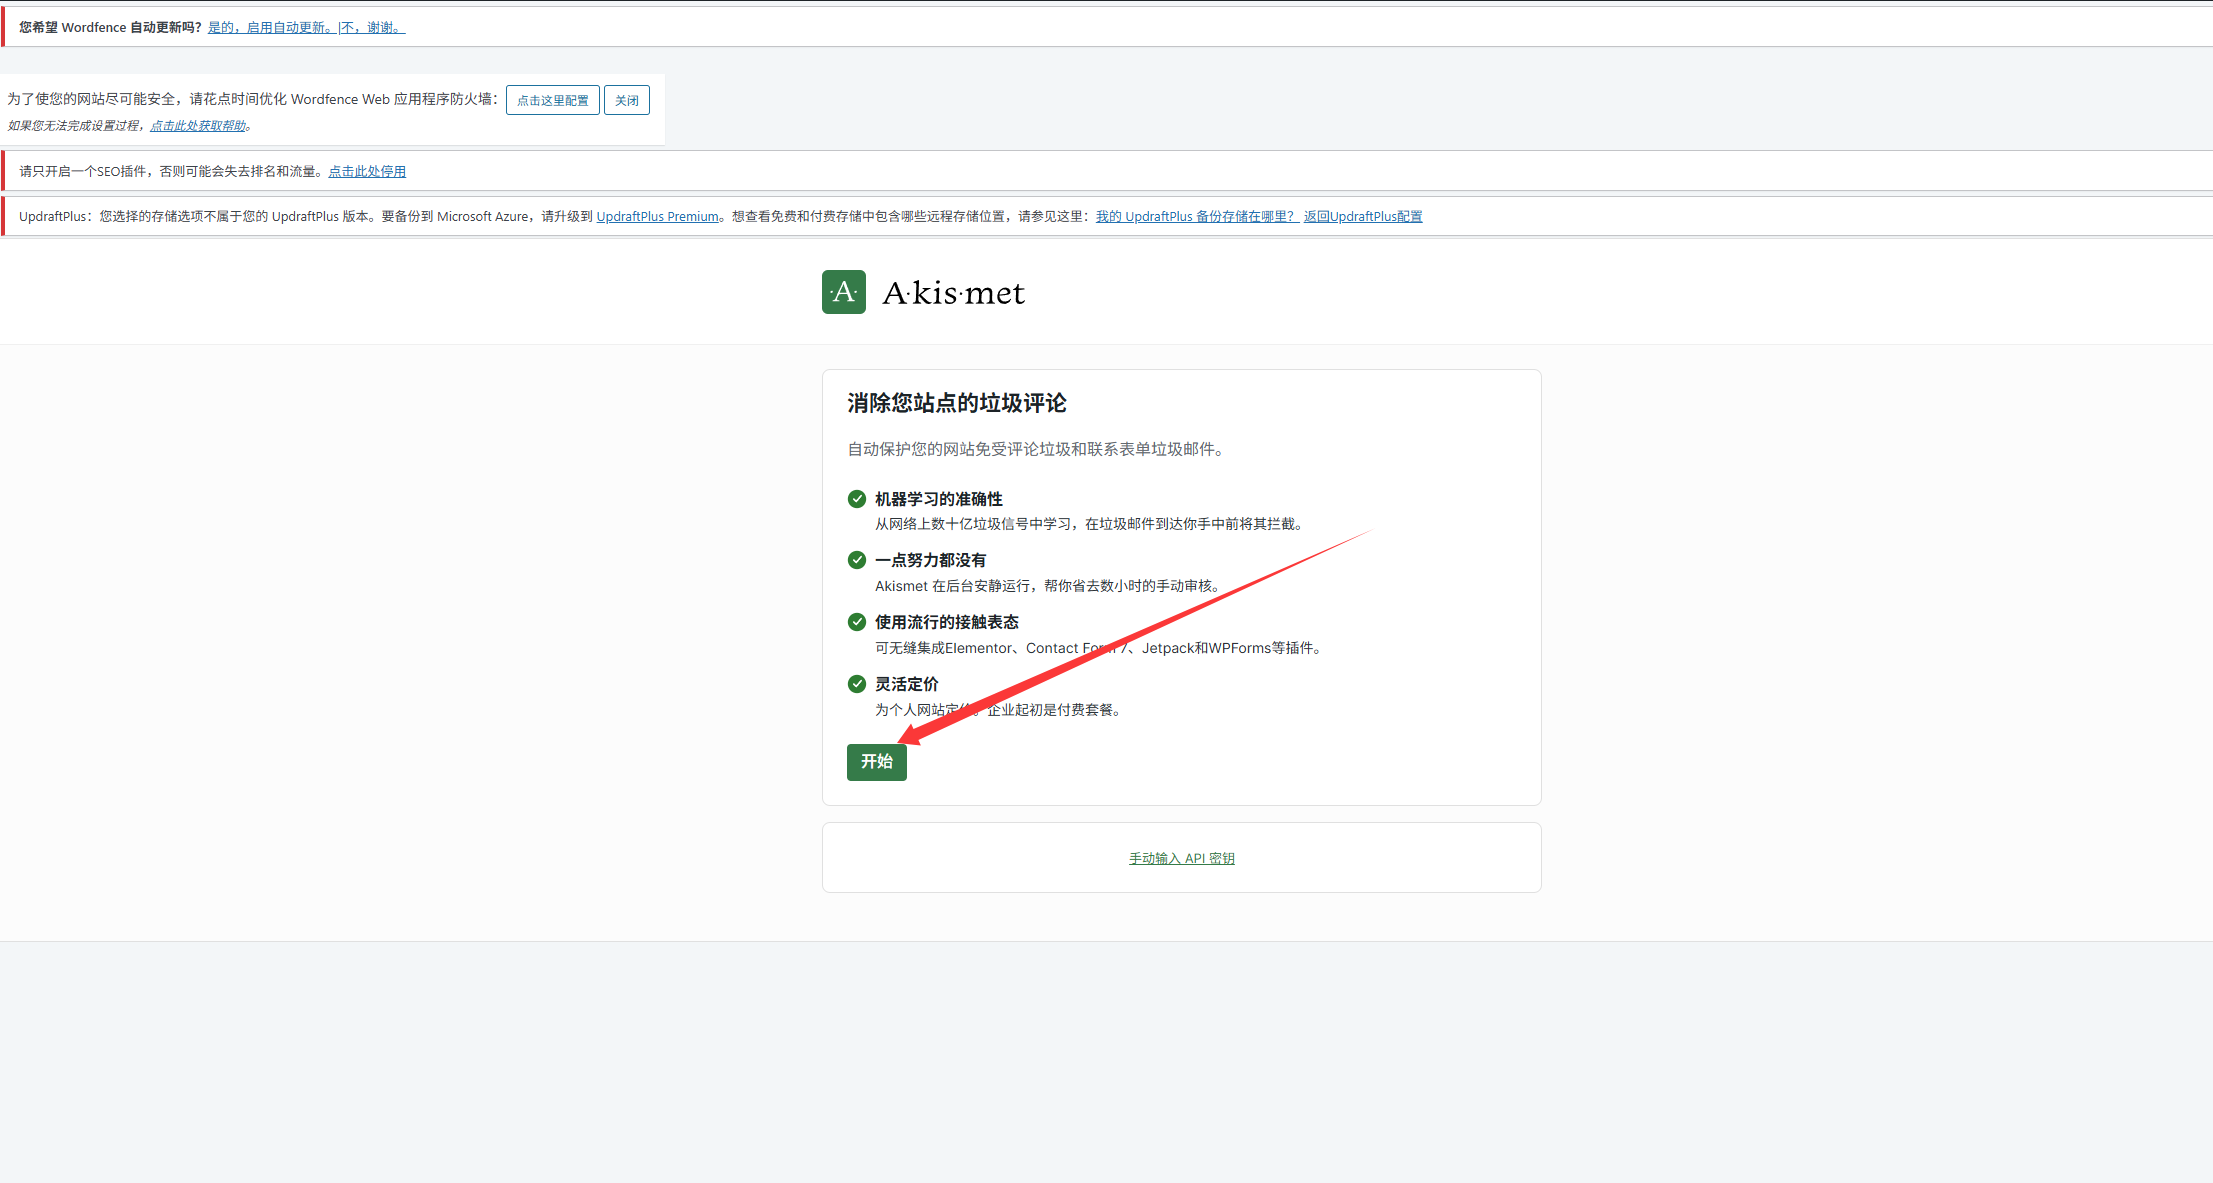 您希望 Wordfence 自动更新吗？是的，启用自动更新。|不，谢谢。
为了使您的网站尽可能安全，请花点时间优化 Wordfence Web 应用程序防火墙： 点击这里配置 关闭
如果您无法完成设置过程，点击此处获取帮助。
请只开启一个SEO插件，否则可能会失去排名和流量。点击此处停用
UpdraftPlus：您选择的存储选项不属于您的 UpdraftPlus 版本。要备份到 Microsoft Azure，请升级到 UpdraftPlus Premium。想查看免费和付费存储中包含哪些远程存储位置，请参见这里：我的 UpdraftPlus 备份存储在哪里？ 返回UpdraftPlus配置
·A· A·kis·met
消除您站点的垃圾评论
自动保护您的网站免受评论垃圾和联系表单垃圾邮件。
机器学习的准确性
从网络上数十亿垃圾信号中学习，在垃圾邮件到达你手中前将其拦截。
一点努力都没有
Akismet 在后台安静运行，帮你省去数小时的手动审核。
使用流行的接触表态
可无缝集成Elementor、Contact Form 7、Jetpack和WPForms等插件。
灵活定价
为个人网站定价。企业起初是付费套餐。
开始
手动输入 API 密钥